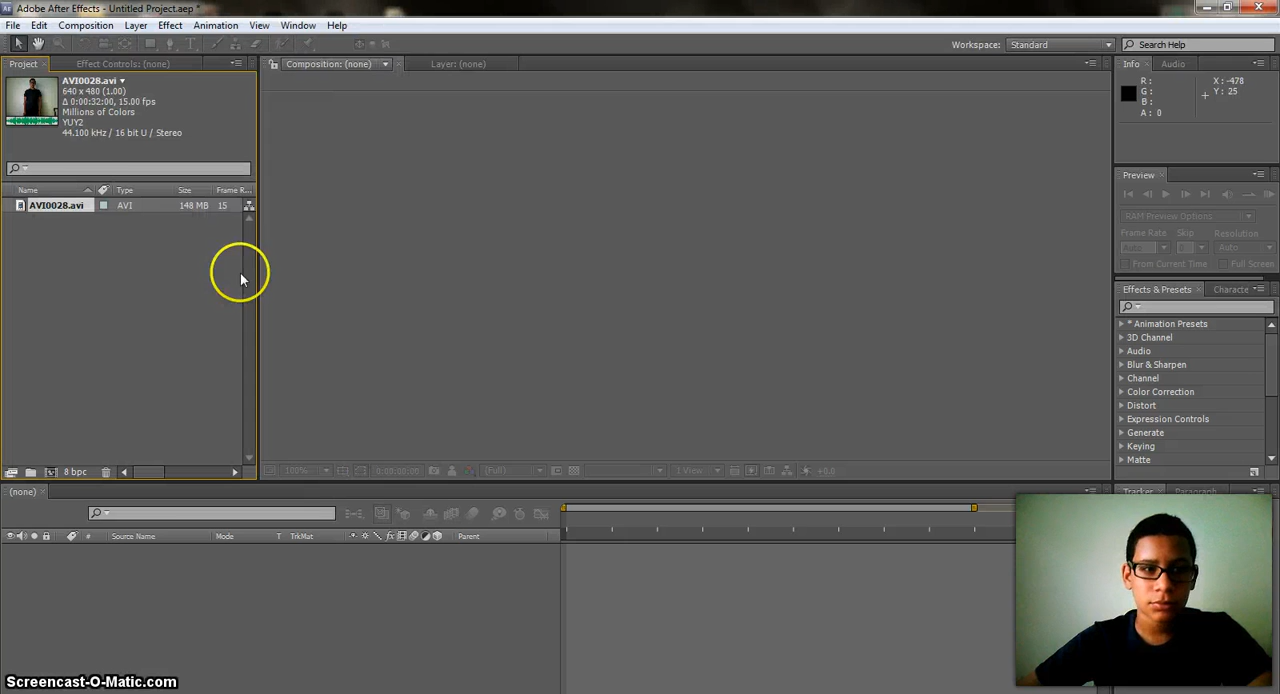 Adobe After Effects - Untitled Project.aep *
File Edit Composition Layer Effect Animation View Window Help
Workspace: Standard Search Help
Project Effect Controls: (none) Composition: (none) Layer: (none) Info Audio
AVI0028.avi
640 x 480 (1.00)
Δ 0:00:32:00, 15.00 fps
Millions of Colors
YUY2
44.100 kHz / 16 bit U / Stereo
R: X: -478
G: Y: 25
B:
A: 0
Preview
RAM Preview Options
Frame Rate Skip Resolution
Auto 0 Auto
From Current Time Full Screen
Name Type Size Frame R...
AVI0028.avi AVI 148 MB 15
Effects & Presets Characte
* Animation Presets
3D Channel
Audio
Blur & Sharpen
Channel
Color Correction
Distort
Expression Controls
Generate
Keying
Matte
8 bpc
100% 0:00:00:00 (Full) 1 View +0.0
(none) Tracker Paragraph
# Source Name Mode T TrkMat Parent
Screencast-O-Matic.com